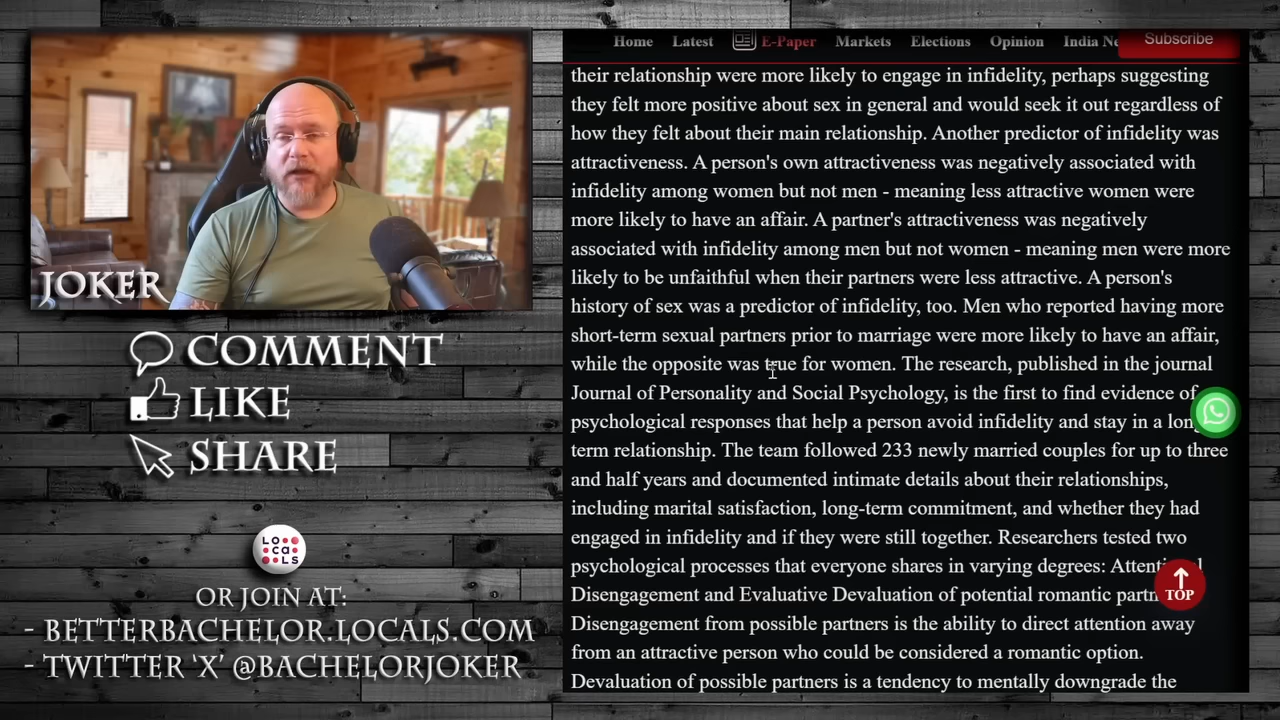 JOKER
COMMENT
LIKE
SHARE
LOCALS
OR JOIN AT:
- BETTERBACHELOR.LOCALS.COM
- TWITTER 'X' @BACHELORJOKER
Home Latest E-Paper Markets Elections Opinion India Ne Subscribe
their relationship were more likely to engage in infidelity, perhaps suggesting
they felt more positive about sex in general and would seek it out regardless of
how they felt about their main relationship. Another predictor of infidelity was
attractiveness. A person's own attractiveness was negatively associated with
infidelity among women but not men - meaning less attractive women were
more likely to have an affair. A partner's attractiveness was negatively
associated with infidelity among men but not women - meaning men were more
likely to be unfaithful when their partners were less attractive. A person's
history of sex was a predictor of infidelity, too. Men who reported having more
short-term sexual partners prior to marriage were more likely to have an affair,
while the opposite was true for women. The research, published in the journal
Journal of Personality and Social Psychology, is the first to find evidence of
psychological responses that help a person avoid infidelity and stay in a long
term relationship. The team followed 233 newly married couples for up to three
and half years and documented intimate details about their relationships,
including marital satisfaction, long-term commitment, and whether they had
engaged in infidelity and if they were still together. Researchers tested two
psychological processes that everyone shares in varying degrees:
Disengagement and Evaluative Devaluation of potential romantic
Disengagement from possible partners is the ability to direct attention away
from an attractive person who could be considered a romantic option.
Devaluation of possible partners is a tendency to mentally downgrade the
TOP